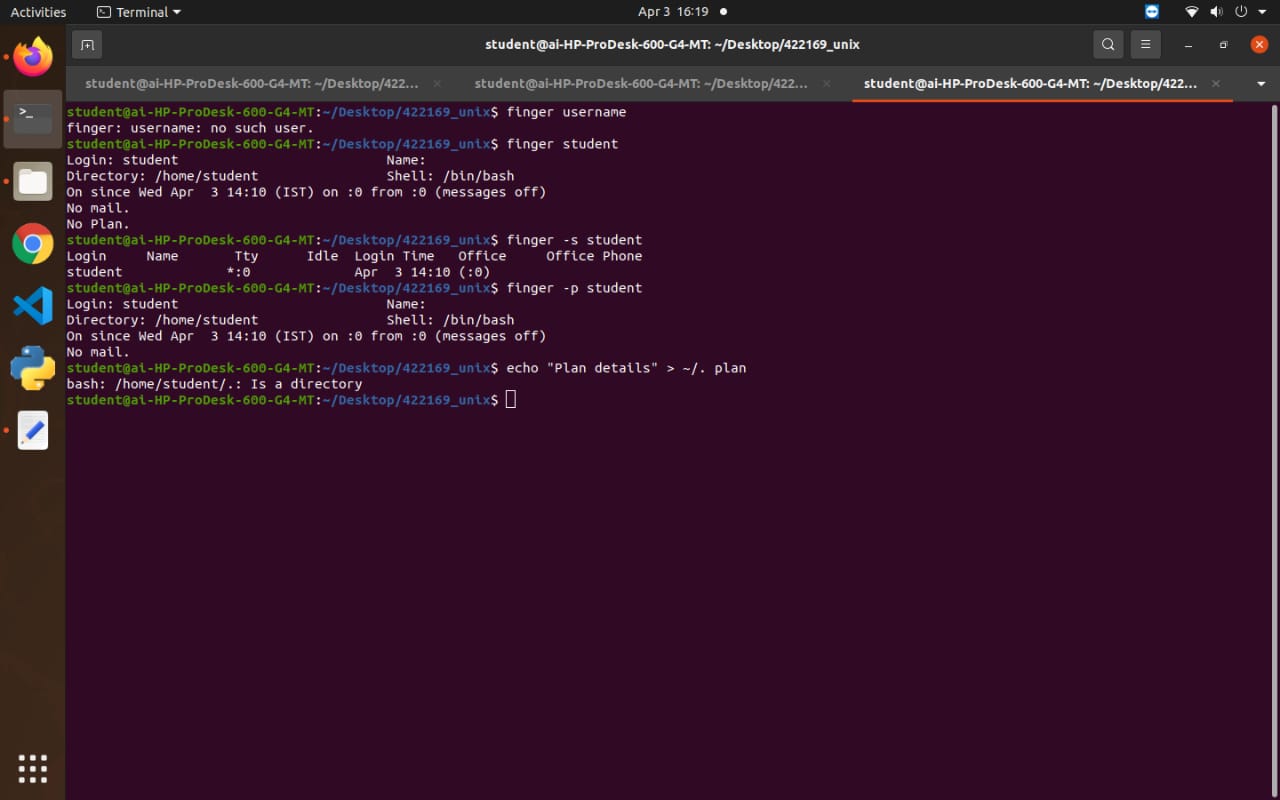 Activities
Terminal
Apr 3 16:19
student@ai-HP-ProDesk-600-G4-MT: ~/Desktop/422169_unix
student@ai-HP-ProDesk-600-G4-MT: ~/Desktop/422...
student@ai-HP-ProDesk-600-G4-MT: ~/Desktop/422...
student@ai-HP-ProDesk-600-G4-MT: ~/Desktop/422...
student@ai-HP-ProDesk-600-G4-MT:~/Desktop/422169_unix$ finger username
finger: username: no such user.
student@ai-HP-ProDesk-600-G4-MT:~/Desktop/422169_unix$ finger student
Login: student                          Name:
Directory: /home/student                Shell: /bin/bash
On since Wed Apr  3 14:10 (IST) on :0 from :0 (messages off)
No mail.
No Plan.
student@ai-HP-ProDesk-600-G4-MT:~/Desktop/422169_unix$ finger -s student
Login     Name       Tty      Idle  Login Time   Office     Office Phone
student             *:0             Apr  3 14:10 (:0)
student@ai-HP-ProDesk-600-G4-MT:~/Desktop/422169_unix$ finger -p student
Login: student                          Name:
Directory: /home/student                Shell: /bin/bash
On since Wed Apr  3 14:10 (IST) on :0 from :0 (messages off)
No mail.
student@ai-HP-ProDesk-600-G4-MT:~/Desktop/422169_unix$ echo "Plan details" > ~/. plan
bash: /home/student/.: Is a directory
student@ai-HP-ProDesk-600-G4-MT:~/Desktop/422169_unix$